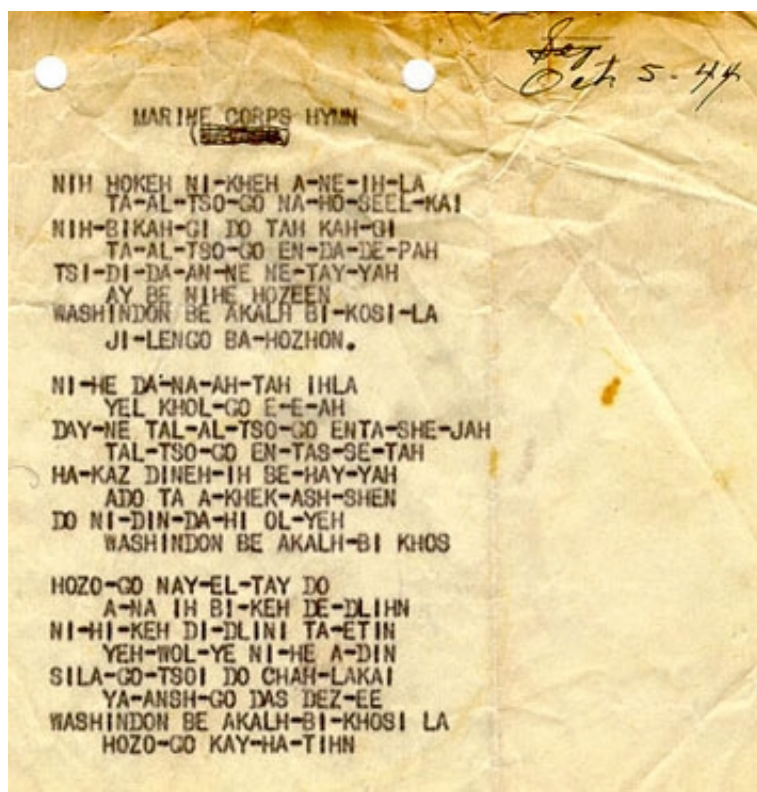 Oct 5-44
MARINE CORPS HYMN
NIH HOKEH NI-KHEH A-NE-IH-LA
TA-AL-TSO-GO NA-HO-SEEL-KAI
NIH-BIKAH-GI DO TAH KAH-GI
TA-AL-TSO-GO EN-DA-DE-PAH
TSI-DI-DA-AN-NE NE-TAY-YAH
AY BE NIHE HOZEEN
WASHINDON BE AKALH BI-KOSI-LA
JI-LENGO BA-HOZHON.
NI-HE DA-NA-AH-TAH IHLA
YEL KHOL-GO E-E-AH
DAY-NE TAL-AL-TSO-GO ENTA-SHE-JAH
TAL-TSO-GO EN-TAS-SE-TAH
HA-KAZ DINEH-IH BE-HAY-YAH
ADO TA A-KHEK-ASH-SHEN
DO NI-DIN-DA-HI OL-YEH
WASHINDON BE AKALH-BI KHOS
HOZO-GO NAY-EL-TAY DO
A-NA IH BI-KEH DE-DLIHN
NI-HI-KEH DI-DLINI TA-ETIN
YEH-WOL-YE NI-HE A-DIN
SILA-GO-TSOI DO CHAH-LAKAI
YA-ANSH-GO DAS DEZ-EE
WASHINDON BE AKALH-BI-KHOSI LA
HOZO-GO KAY-HA-TIHN